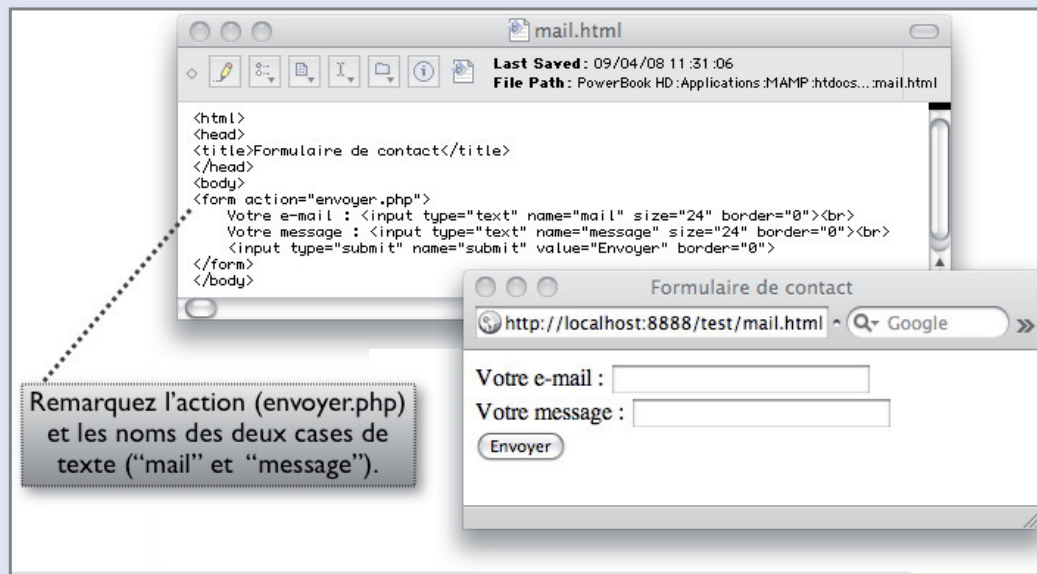 mail.html
Last Saved: 09/04/08 11:31:06
File Path: PowerBook HD:Applications:MAMP:htdocs...:mail.html
<html>
<head>
<title>Formulaire de contact</title>
</head>
<body>
<form action="envoyer.php">
Votre e-mail : <input type="text" name="mail" size="24" border="0"><br>
Votre message : <input type="text" name="message" size="24" border="0"><br>
<input type="submit" name="submit" value="Envoyer" border="0">
</form>
</body>
Formulaire de contact
http://localhost:8888/test/mail.html
Google
Votre e-mail :
Votre message :
Envoyer
Remarquez l'action (envoyer.php)
et les noms des deux cases de
texte (“mail” et “message”).